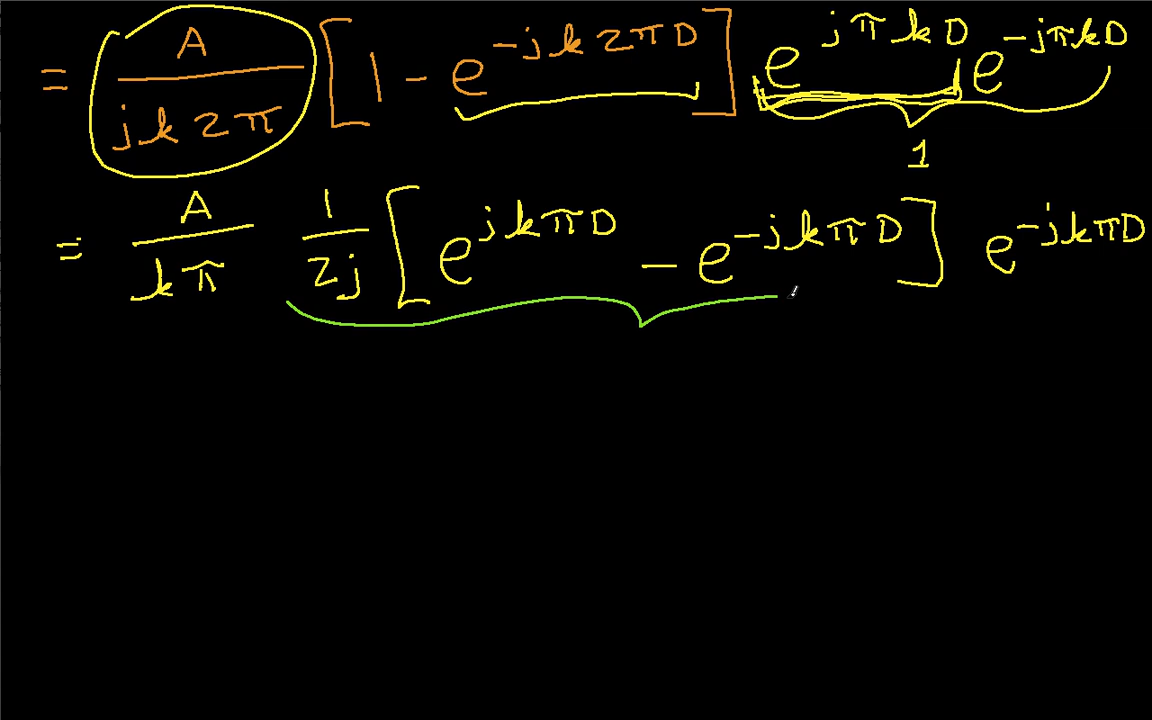 = A / jk2π [1 - e^{-jk2πD}] e^{jπkD} e^{-jπkD}
1
= A / kπ 1 / 2j [e^{jkπD} - e^{-jkπD}] e^{-jkπD}